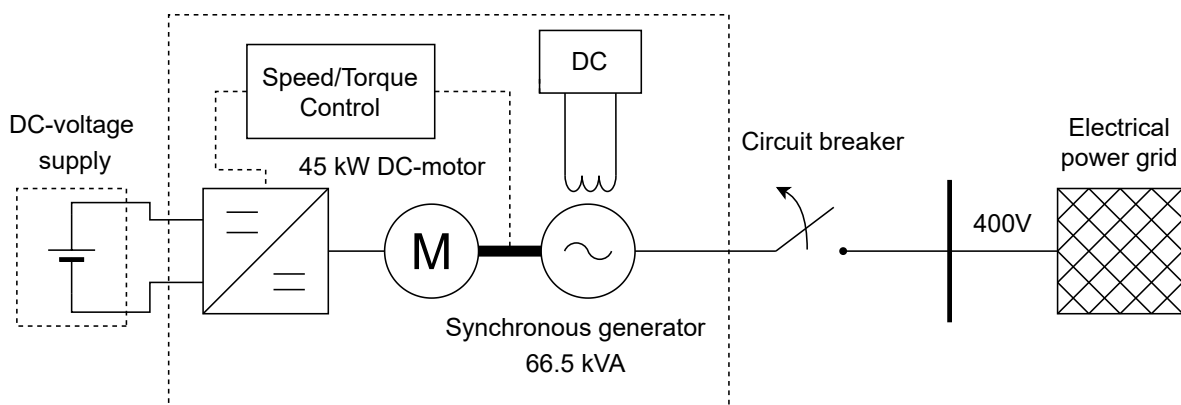 DC-voltage
supply
Speed/Torque
Control
45 kW DC-motor
M
DC
Synchronous generator
66.5 kVA
Circuit breaker
400V
Electrical
power grid